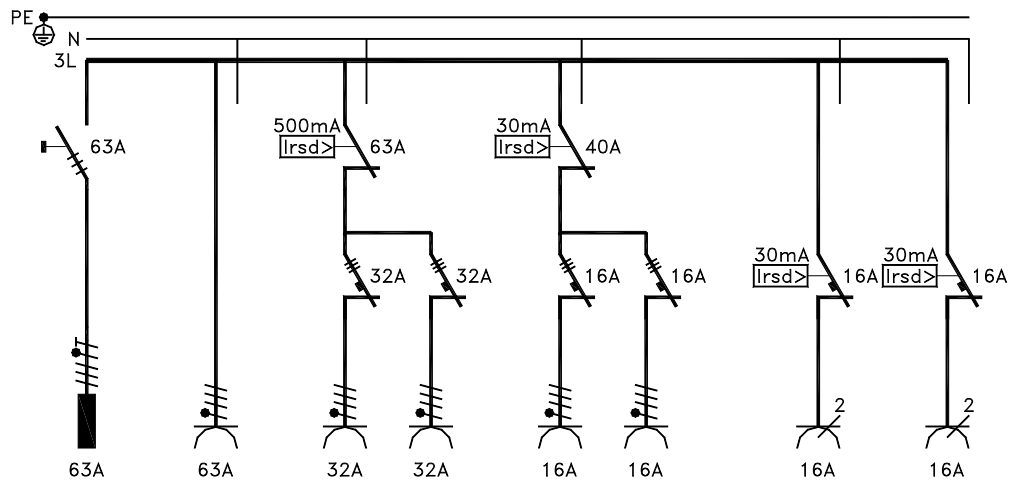 PE
N
3L
500mA
30mA
Irsd>
63A
63A
Irsd>
40A
30mA
30mA
32A
32A
16A
16A
Irsd>
16A
Irsd>
16A
2
2
63A
63A
32A
32A
16A
16A
16A
16A